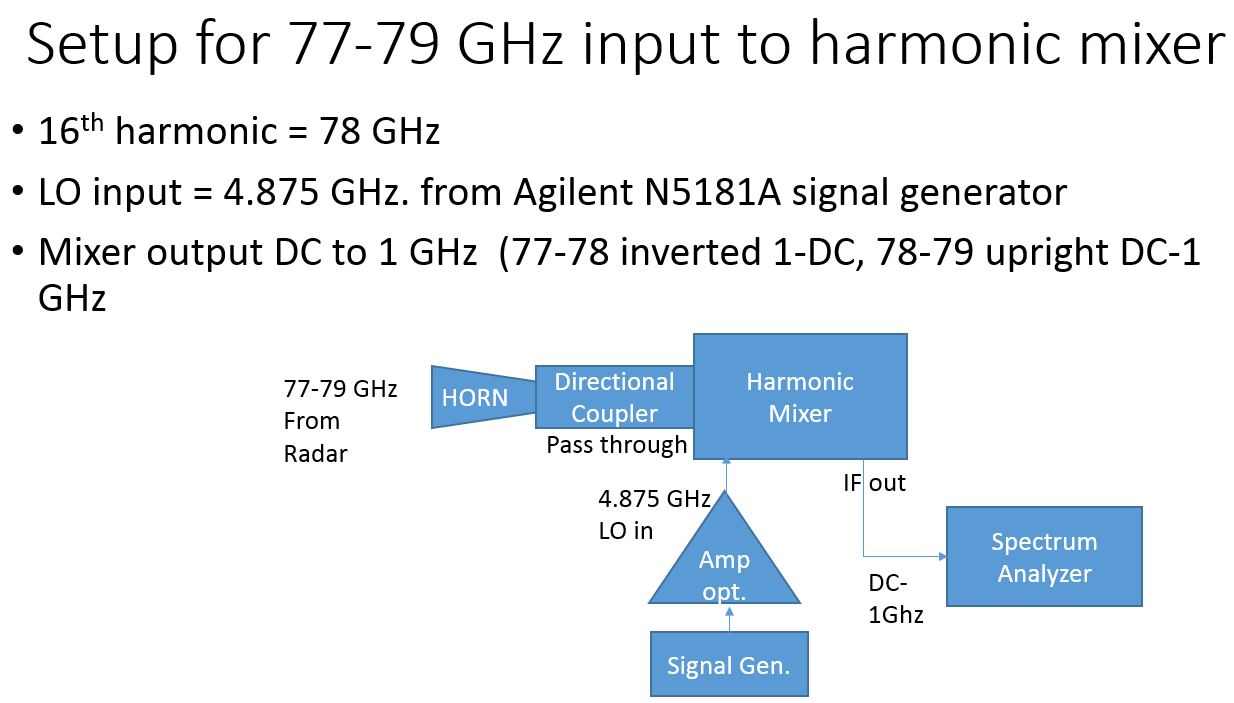 Setup for 77-79 GHz input to harmonic mixer
• 16th harmonic = 78 GHz
• LO input = 4.875 GHz. from Agilent N5181A signal generator
• Mixer output DC to 1 GHz  (77-78 inverted 1-DC, 78-79 upright DC-1
GHz
77-79 GHz
From
Radar
HORN
Directional
Coupler
Pass through
Harmonic
Mixer
4.875 GHz
LO in
IF out
Amp
opt.
Signal Gen.
DC-
1Ghz
Spectrum
Analyzer